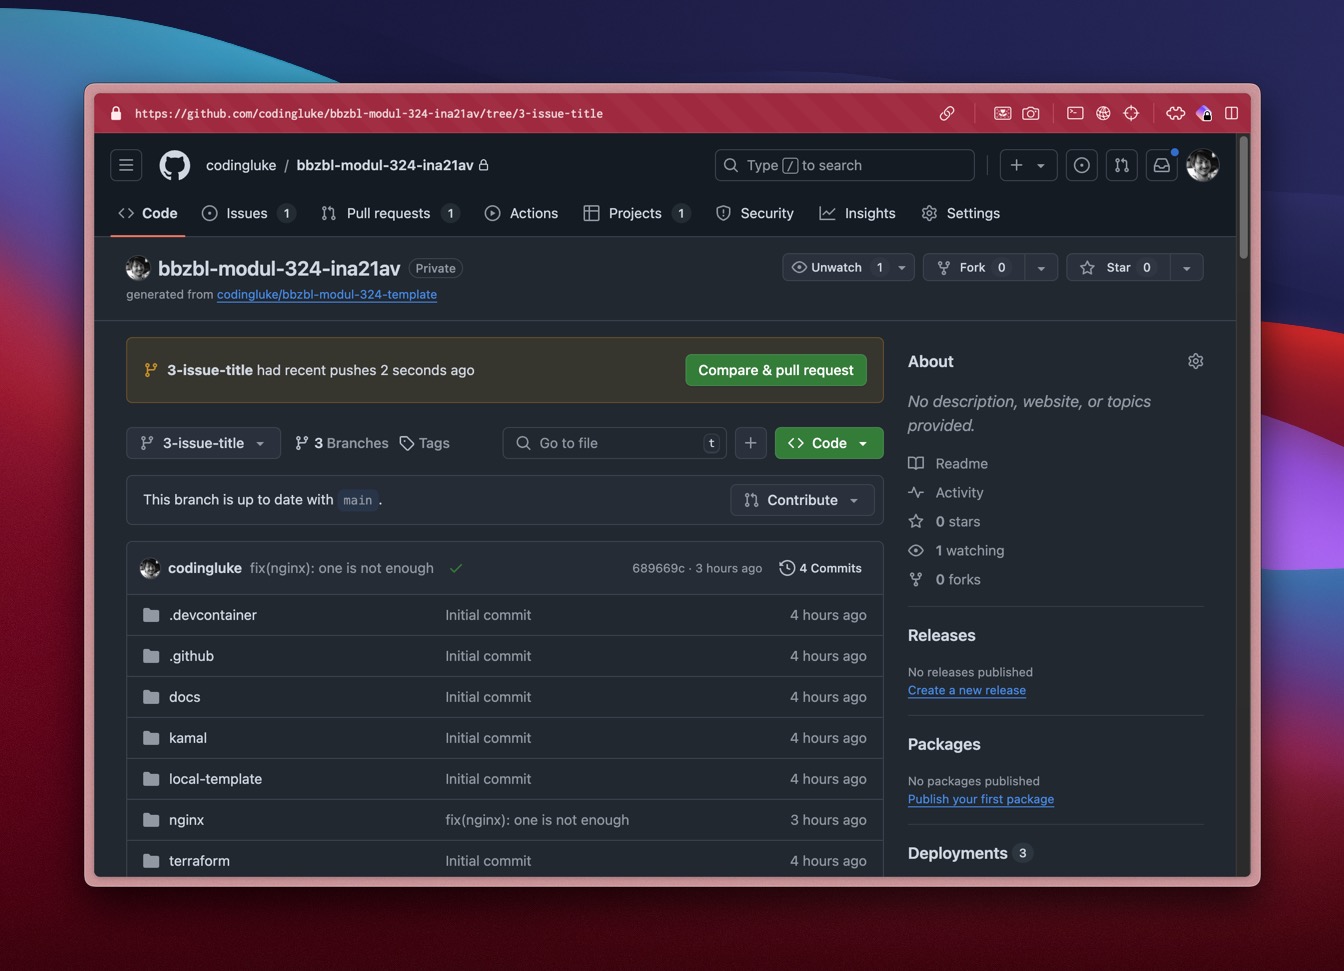 https://github.com/codingluke/bbzbl-modul-324-ina21av/tree/3-issue-title
codingluke / bbzbl-modul-324-ina21av
Type / to search
Code
Issues 1
Pull requests 1
Actions
Projects 1
Security
Insights
Settings
bbzbl-modul-324-ina21av Private
Unwatch 1
Fork 0
Star 0
generated from codingluke/bbzbl-modul-324-template
3-issue-title had recent pushes 2 seconds ago
Compare & pull request
3-issue-title
3 Branches
Tags
Go to file t
Code
This branch is up to date with main .
Contribute
codingluke fix(nginx): one is not enough
689669c · 3 hours ago
4 Commits
.devcontainer Initial commit 4 hours ago
.github Initial commit 4 hours ago
docs Initial commit 4 hours ago
kamal Initial commit 4 hours ago
local-template Initial commit 4 hours ago
nginx fix(nginx): one is not enough 3 hours ago
terraform Initial commit 4 hours ago
About
No description, website, or topics
provided.
Readme
Activity
0 stars
1 watching
0 forks
Releases
No releases published
Create a new release
Packages
No packages published
Publish your first package
Deployments 3